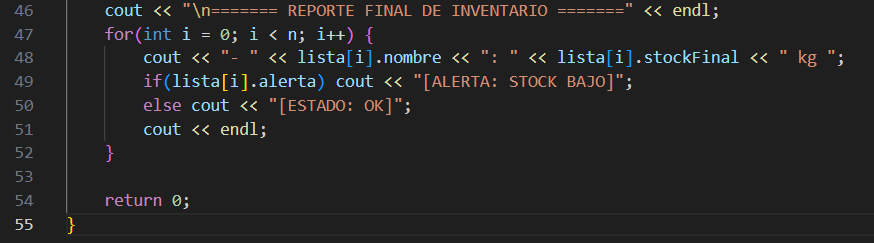 46 cout << "\n======= REPORTE FINAL DE INVENTARIO =======" << endl;
47 for(int i = 0; i < n; i++) {
48 cout << "- " << lista[i].nombre << ": " << lista[i].stockFinal << " kg ";
49 if(lista[i].alerta) cout << "[ALERTA: STOCK BAJO]";
50 else cout << "[ESTADO: OK]";
51 cout << endl;
52 }
53
54 return 0;
55 }